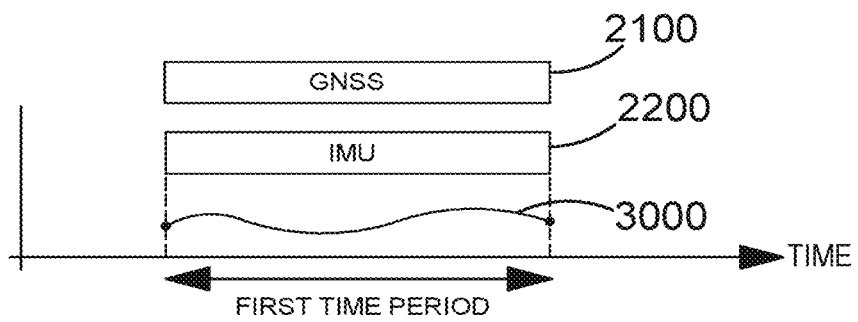 2100
GNSS
2200
IMU
3000
TIME
FIRST TIME PERIOD